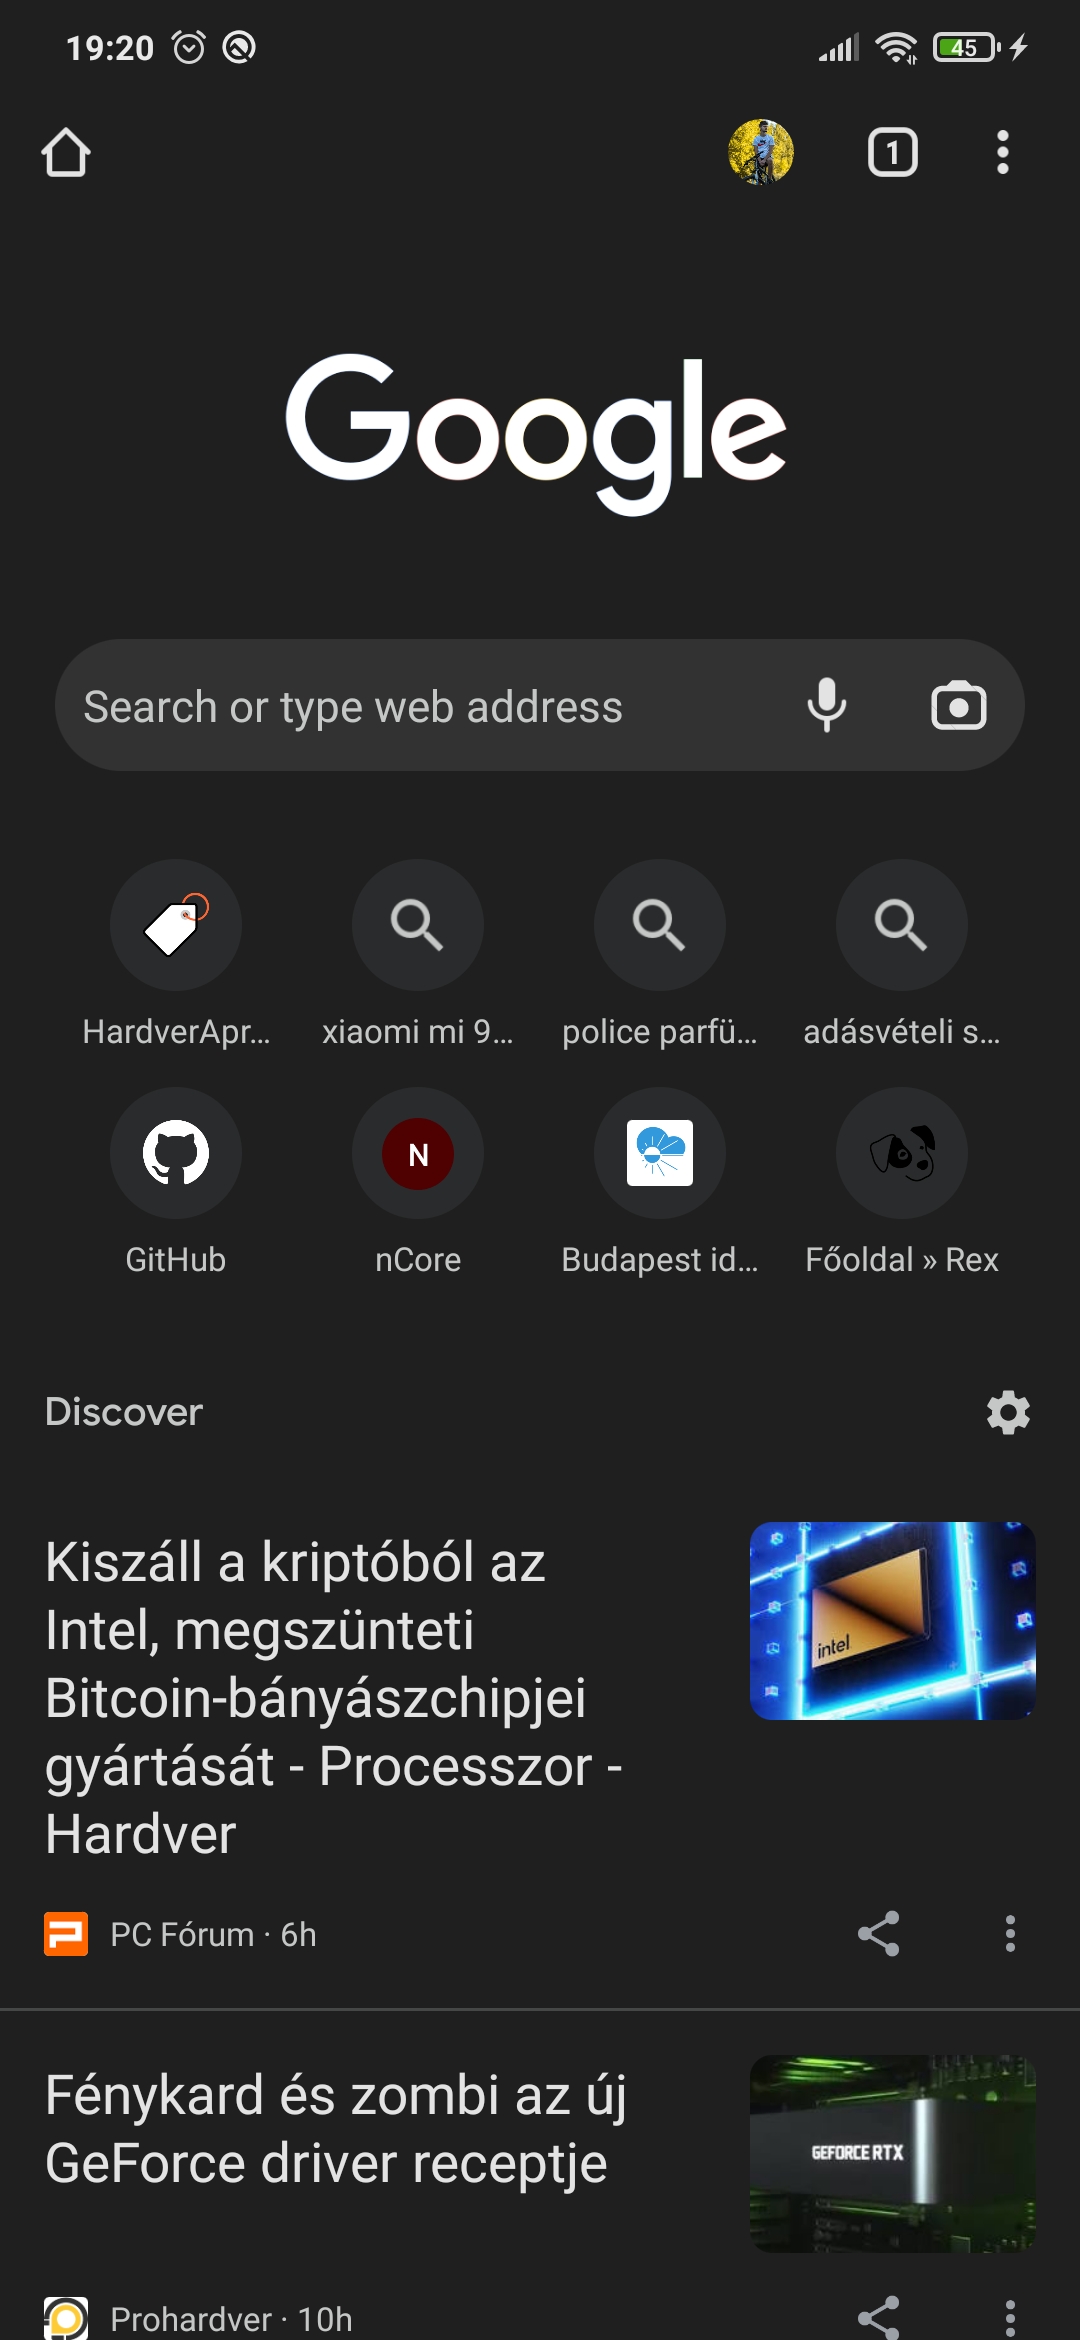 19:20
45
1
Google
Search or type web address
HardverApr...
xiaomi mi 9...
police parfü...
adásvételi s...
N
GitHub
nCore
Budapest id...
Főoldal » Rex
Discover
Kiszáll a kriptóból az
Intel, megszünteti
Bitcoin-bányászchipjei
gyártását - Processzor -
Hardver
intel
PC Fórum · 6h
Fénykard és zombi az új
GeForce driver receptje
GEFORCE RTX
Prohardver · 10h